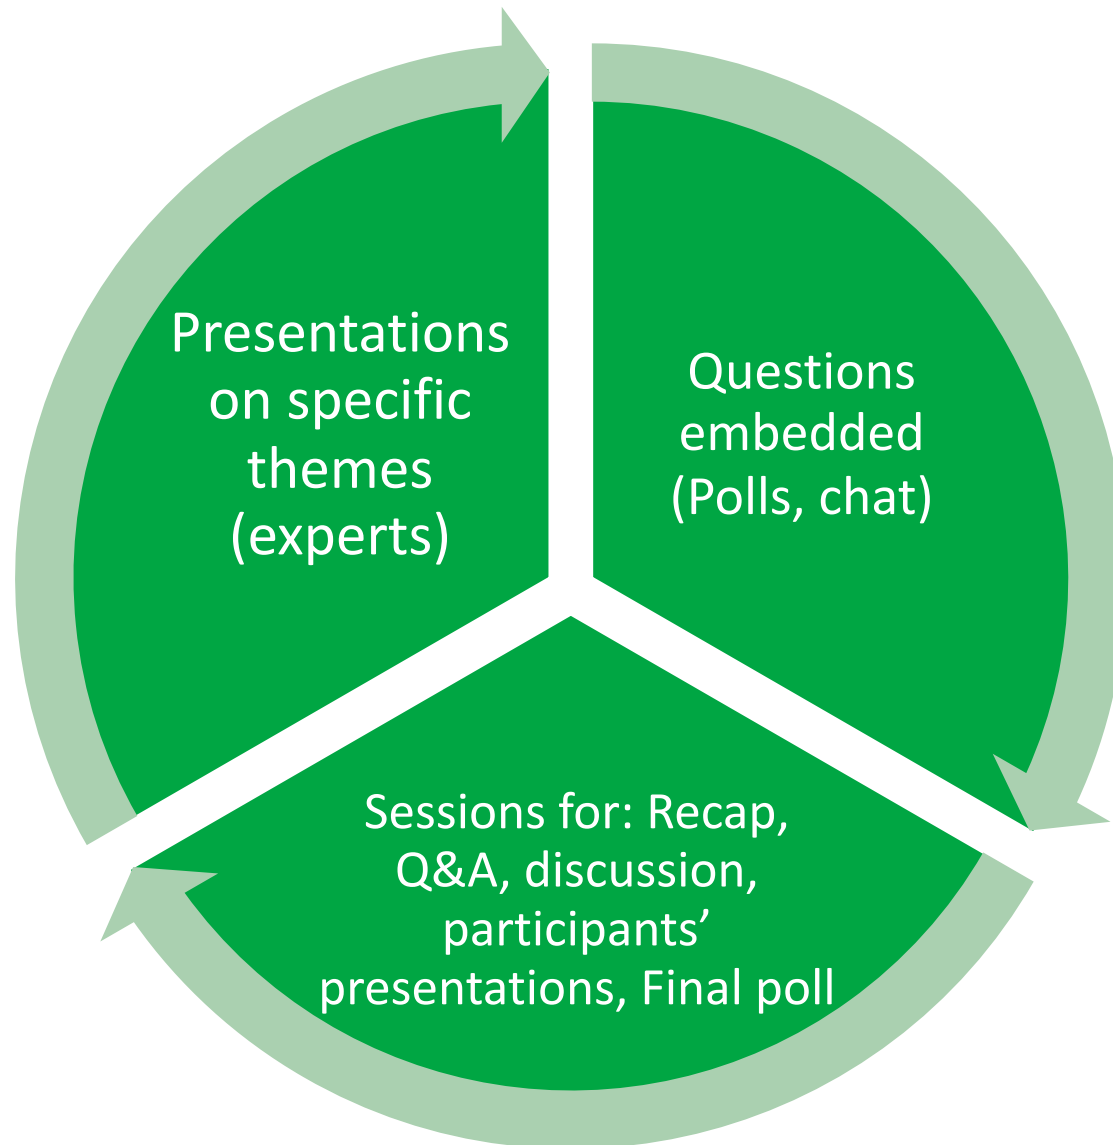 Presentations
on specific
themes
(experts)
Questions
embedded
(Polls, chat)
Sessions for: Recap,
Q&A, discussion,
participants’
presentations, Final poll